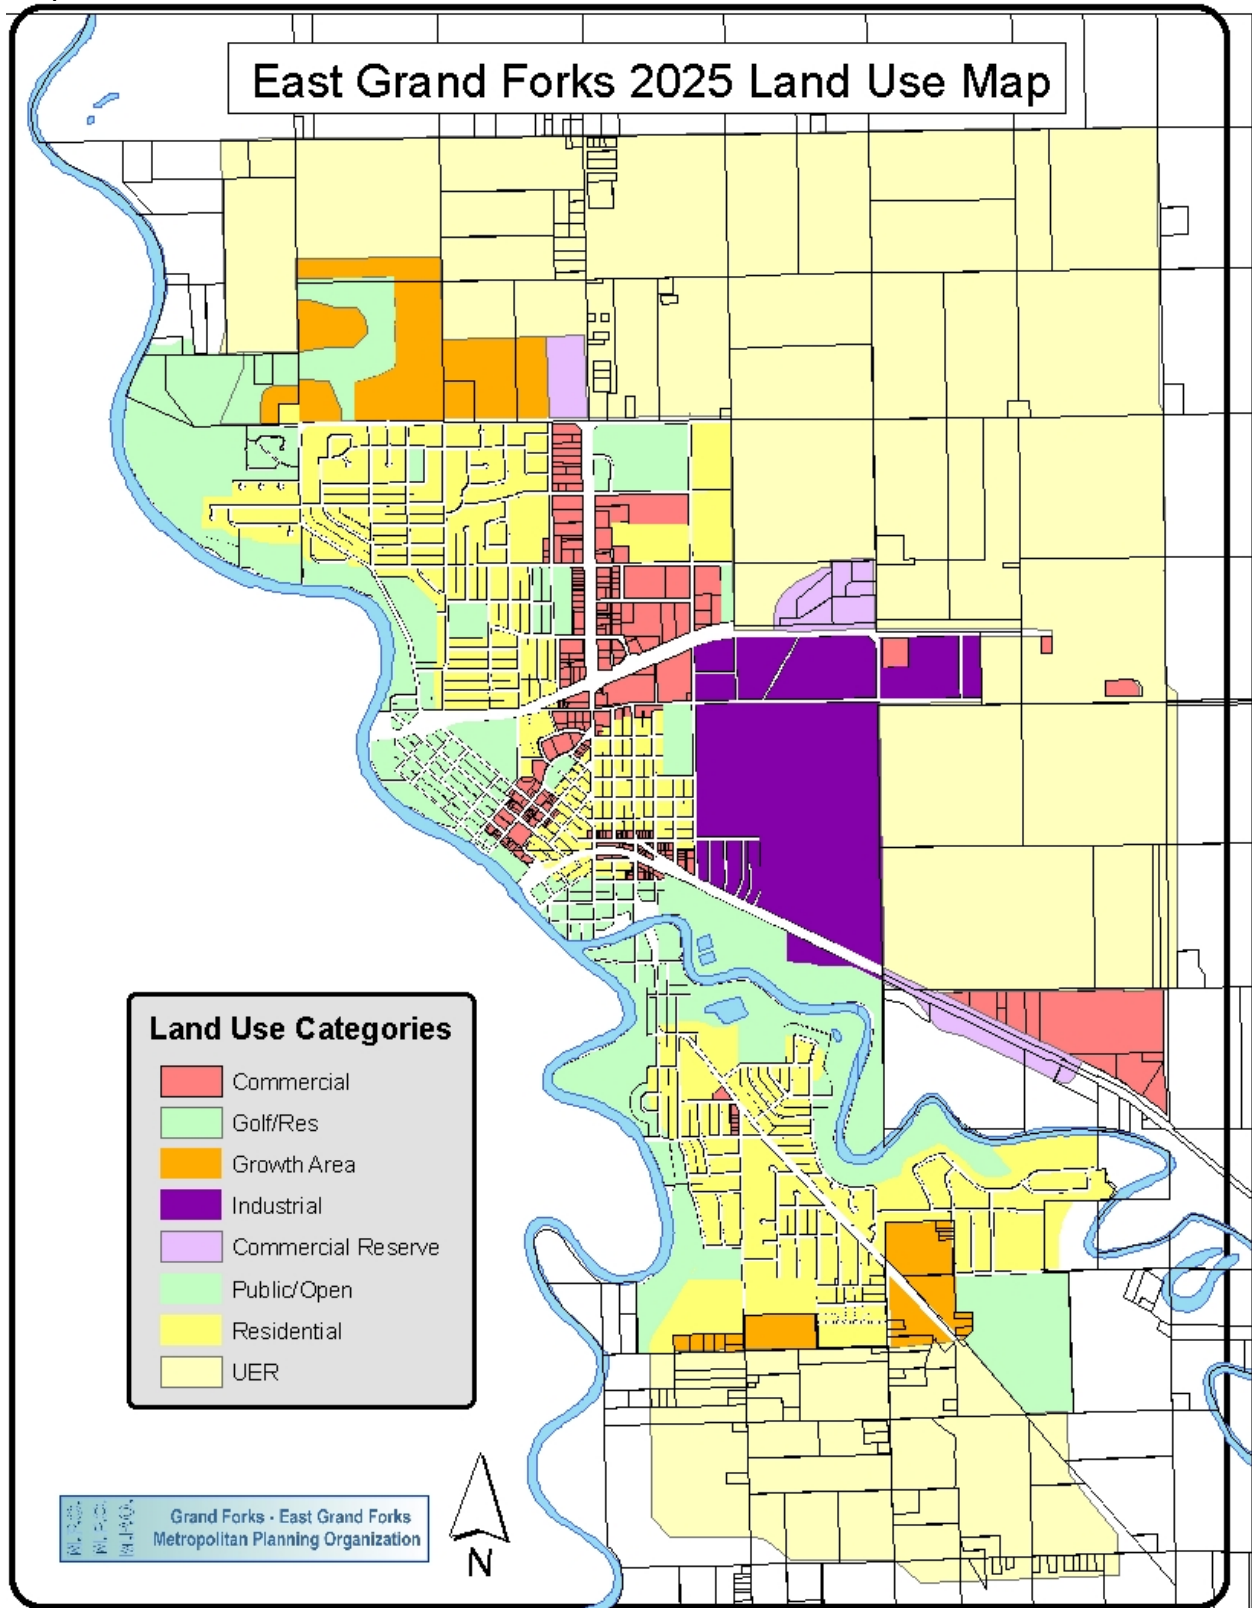 East Grand Forks 2025 Land Use Map
Land Use Categories
Commercial
Golf/Res
Growth Area
Industrial
Commercial Reserve
Public/Open
Residential
UER
Grand Forks - East Grand Forks
Metropolitan Planning Organization
N